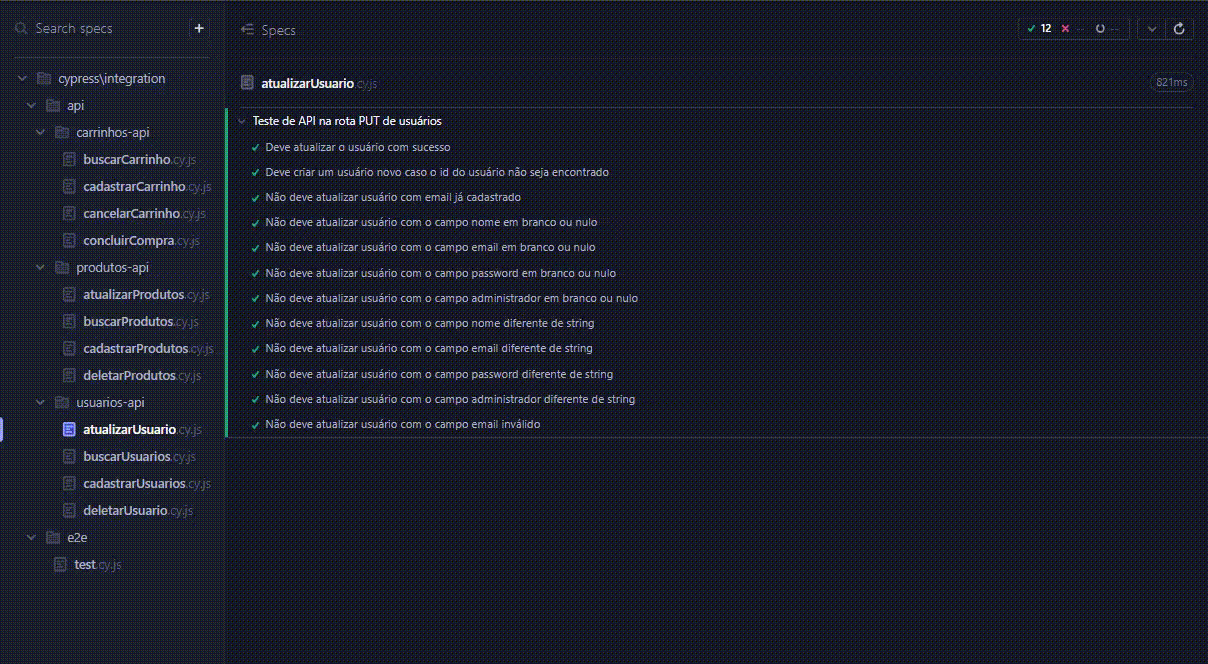 Search specs
+
cypress\integration
api
carrinhos-api
buscarCarrinho.cy.js
cadastrarCarrinho.cy.js
cancelarCarrinho.cy.js
concluirCompra.cy.js
produtos-api
atualizarProdutos.cy.js
buscarProdutos.cy.js
cadastrarProdutos.cy.js
deletarProdutos.cy.js
usuarios-api
atualizarUsuario.cy.js
buscarUsuarios.cy.js
cadastrarUsuarios.cy.js
deletarUsuario.cy.js
e2e
test.cy.js
Specs
12 -- --
atualizarUsuario.cy.js
821ms
Teste de API na rota PUT de usuários
Deve atualizar o usuário com sucesso
Deve criar um usuário novo caso o id do usuário não seja encontrado
Não deve atualizar usuário com email já cadastrado
Não deve atualizar usuário com o campo nome em branco ou nulo
Não deve atualizar usuário com o campo email em branco ou nulo
Não deve atualizar usuário com o campo password em branco ou nulo
Não deve atualizar usuário com o campo administrador em branco ou nulo
Não deve atualizar usuário com o campo nome diferente de string
Não deve atualizar usuário com o campo email diferente de string
Não deve atualizar usuário com o campo password diferente de string
Não deve atualizar usuário com o campo administrador diferente de string
Não deve atualizar usuário com o campo email inválido